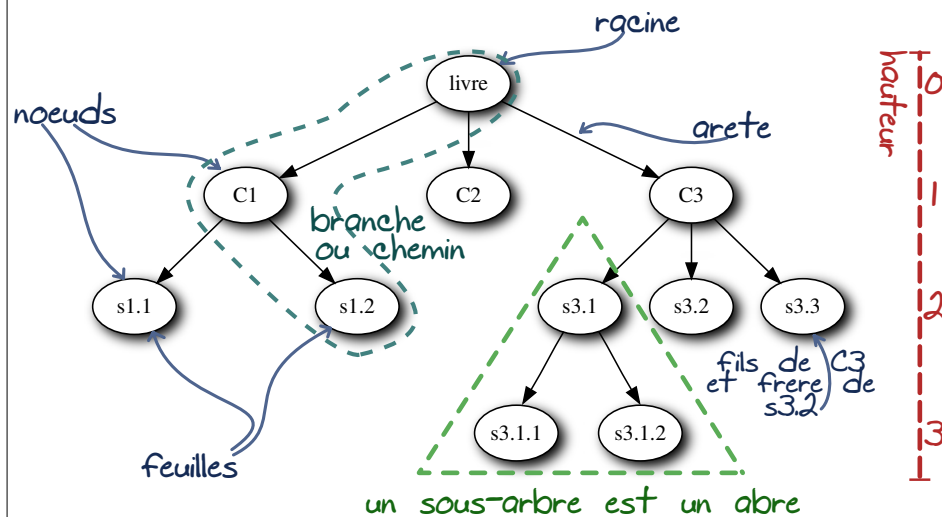 racine
livre
0
hauteur
noeuds
arete
C1
C2
C3
1
branche
ou chemin
s1.1
s1.2
s3.1
s3.2
s3.3
2
fils de C3
et frere de
s3.2
s3.1.1
s3.1.2
3
feuilles
un sous-arbre est un abre